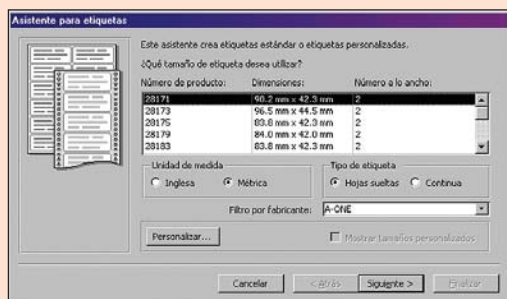 Asistente para etiquetas
Este asistente crea etiquetas estándar o etiquetas personalizadas.
¿Qué tamaño de etiqueta desea utilizar?
Número de producto: Dimensiones: Número a lo ancho:
28171 98.2 mm x 42.3 mm 2
28173 96.5 mm x 44.5 mm 2
28175 83.8 mm x 42.3 mm 2
28179 84.0 mm x 42.0 mm 2
28183 83.8 mm x 42.3 mm 2
Unidad de medida Tipo de etiqueta
Inglesa Métrica Hojas sueltas Continua
Filtro por fabricante: A-ONE
Personalizar... Mostrar tamaños personalizados
Cancelar < Atrás Siguiente > Finalizar